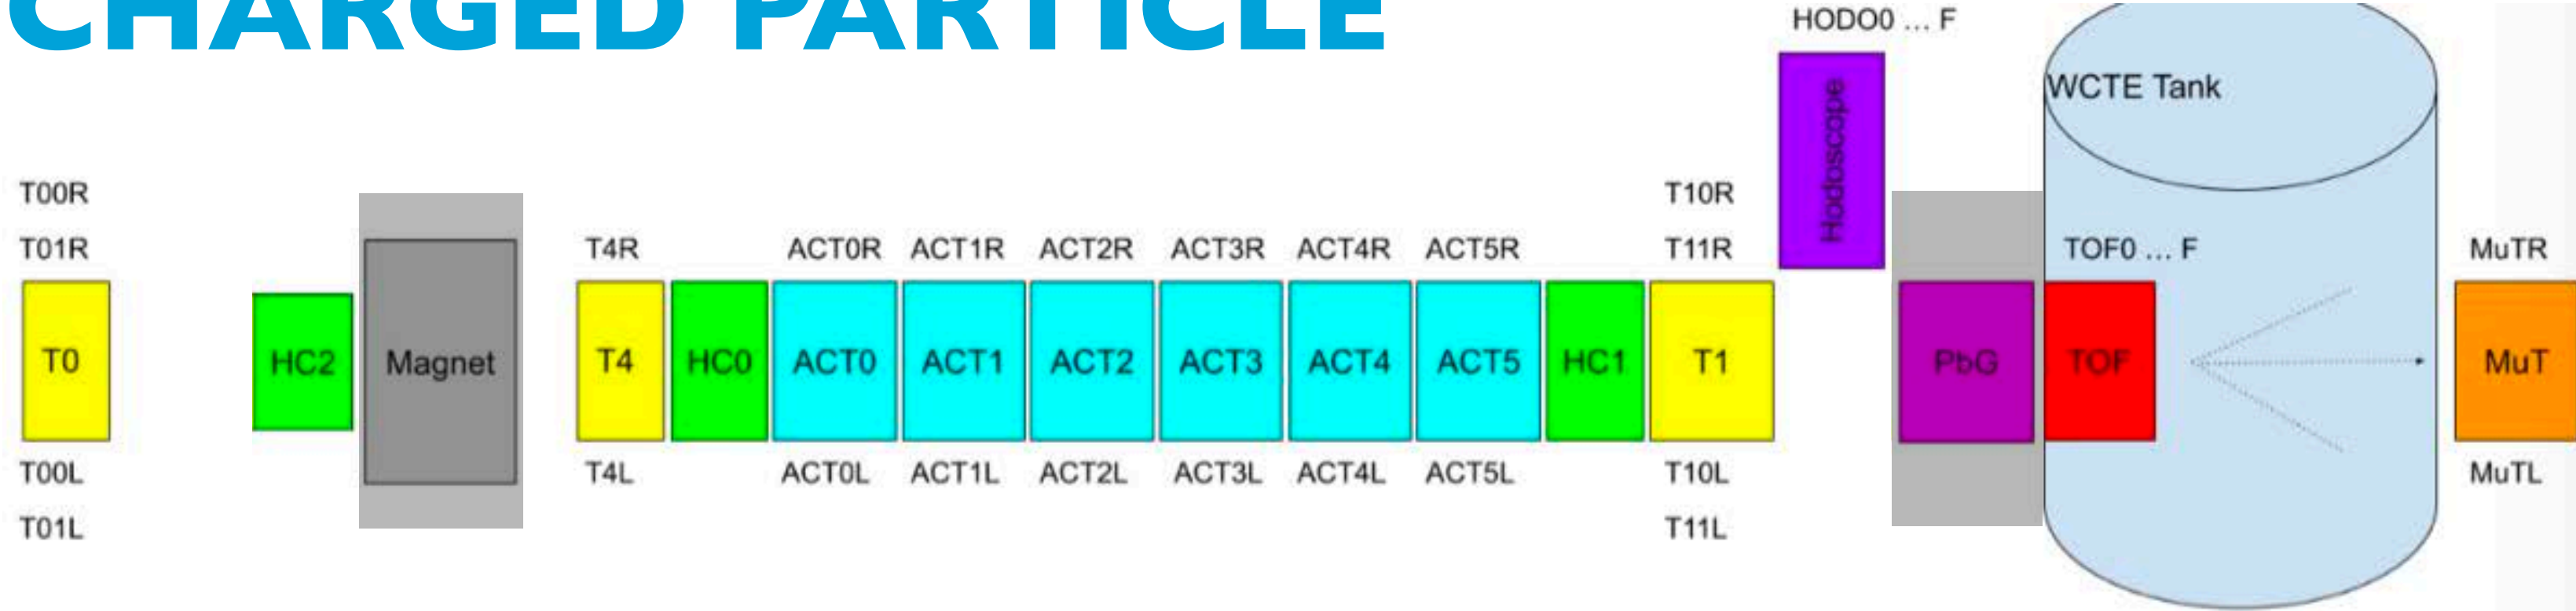 CHARGED PARTICLE
HODO0 ... F
Hodoscope
WCTE Tank
T00R T10R
T01R T4R ACT0R ACT1R ACT2R ACT3R ACT4R ACT5R T11R TOF0 ... F MuTR
T0 HC2 Magnet T4 HC0 ACT0 ACT1 ACT2 ACT3 ACT4 ACT5 HC1 T1 PbG TOF MuT
T00L T4L ACT0L ACT1L ACT2L ACT3L ACT4L ACT5L T10L MuTL
T01L T11L